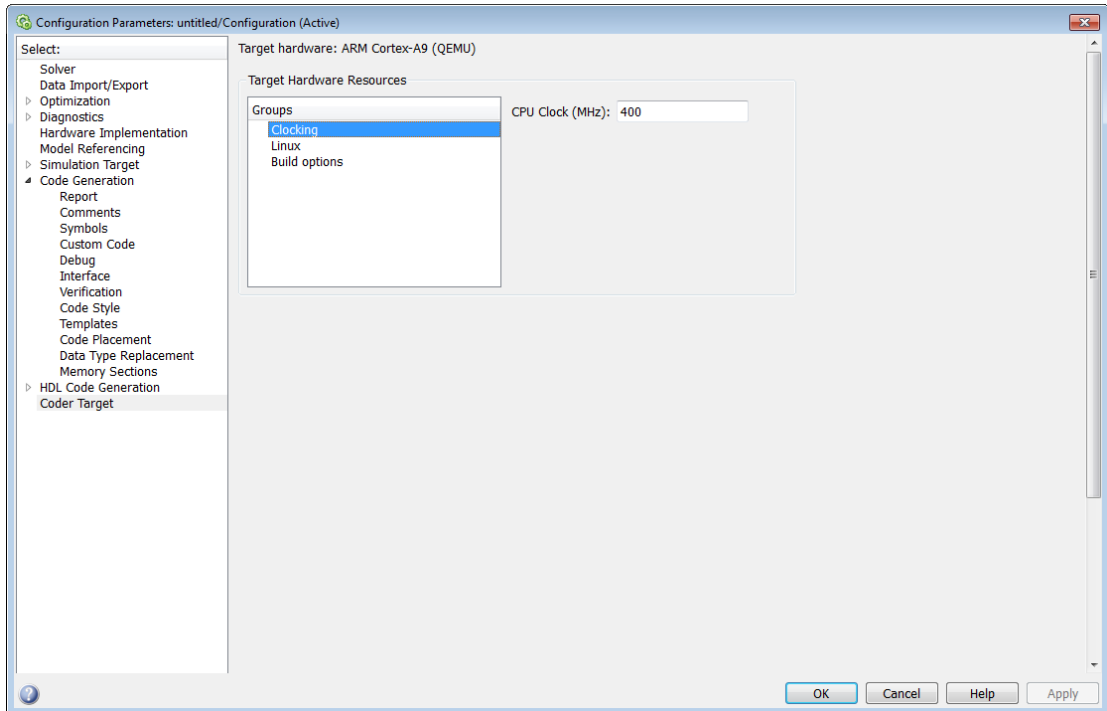 Configuration Parameters: untitled/Configuration (Active)
Select:
Solver
Data Import/Export
Optimization
Diagnostics
Hardware Implementation
Model Referencing
Simulation Target
Code Generation
Report
Comments
Symbols
Custom Code
Debug
Interface
Verification
Code Style
Templates
Code Placement
Data Type Replacement
Memory Sections
HDL Code Generation
Coder Target
Target hardware: ARM Cortex-A9 (QEMU)
Target Hardware Resources
Groups
Clocking
Linux
Build options
CPU Clock (MHz): 400
OK Cancel Help Apply